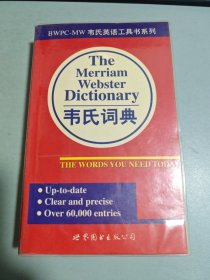 BWPC-MW 韦氏英语工具书系列
The
Merriam
Webster
Dictionary
韦氏词典
THE WORDS YOU NEED TODAY
• Up-to-date
• Clear and precise
• Over 60,000 entries
世界图书出版公司